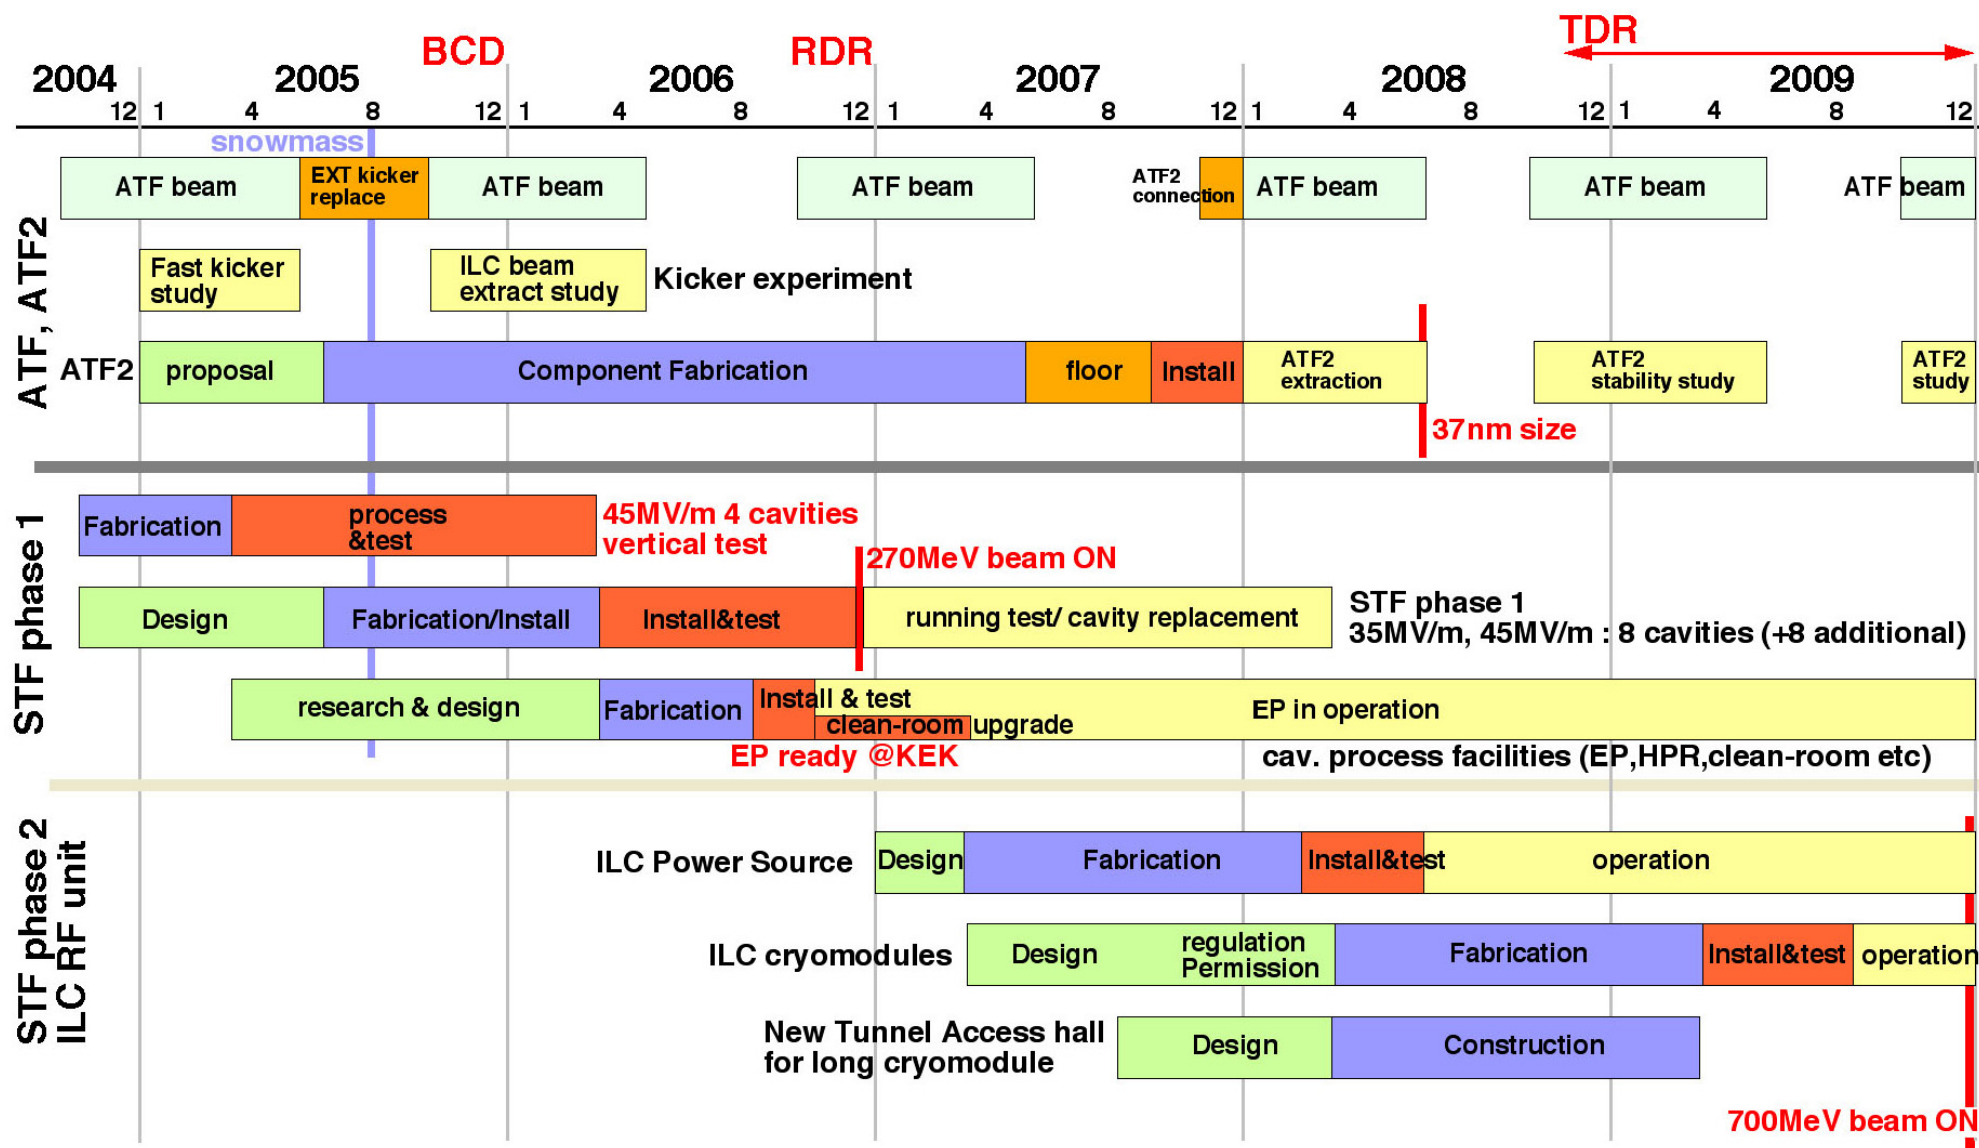 TDR
BCD RDR
2004 2005 2006 2007 2008 2009
12 1 4 8 12 1 4 8 12 1 4 8 12 1 4 8 12 1 4 8 12
snowmass
ATF, ATF2
ATF beam
EXT kicker
replace
ATF beam
ATF beam
ATF2
connection
ATF beam
ATF beam
ATF beam
Fast kicker
study
ILC beam
extract study
Kicker experiment
ATF2
proposal
Component Fabrication
floor
Install
ATF2
extraction
ATF2
stability study
ATF2
study
37nm size
STF phase 1
Fabrication
process
&test
45MV/m 4 cavities
vertical test
270MeV beam ON
Design
Fabrication/Install
Install&test
running test/ cavity replacement
STF phase 1
35MV/m, 45MV/m : 8 cavities (+8 additional)
research & design
Fabrication
Install & test
clean-room upgrade
EP in operation
EP ready @KEK
cav. process facilities (EP,HPR,clean-room etc)
STF phase 2
ILC RF unit
ILC Power Source
Design
Fabrication
Install&test
operation
ILC cryomodules
Design
regulation
Permission
Fabrication
Install&test
operation
New Tunnel Access hall
for long cryomodule
Design
Construction
700MeV beam ON